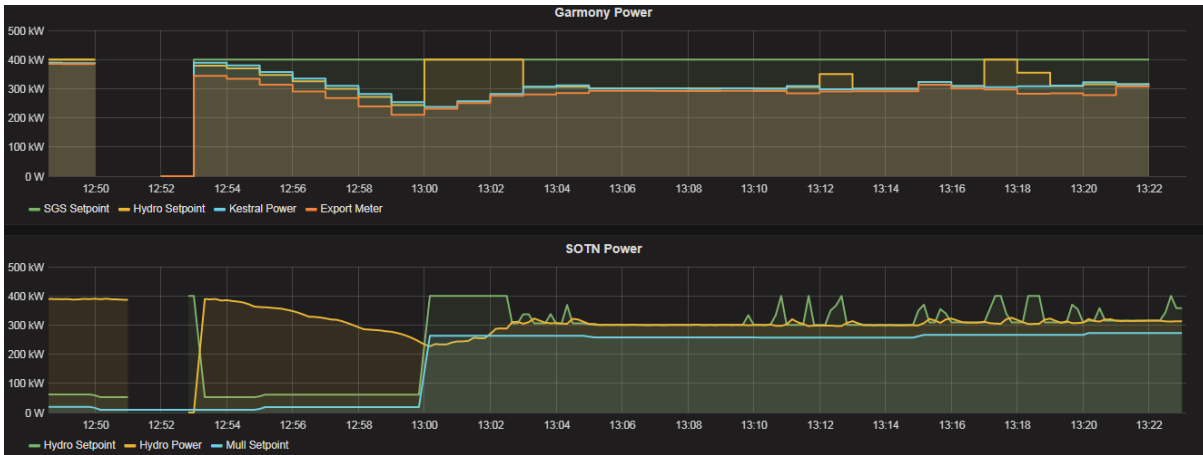 Garmony Power
500 kW
400 kW
300 kW
200 kW
100 kW
0 W
12:50 12:52 12:54 12:56 12:58 13:00 13:02 13:04 13:06 13:08 13:10 13:12 13:14 13:16 13:18 13:20 13:22
SGS Setpoint Hydro Setpoint Kestral Power Export Meter
SOTN Power
500 kW
400 kW
300 kW
200 kW
100 kW
0 W
12:50 12:52 12:54 12:56 12:58 13:00 13:02 13:04 13:06 13:08 13:10 13:12 13:14 13:16 13:18 13:20 13:22
Hydro Setpoint Hydro Power Mull Setpoint